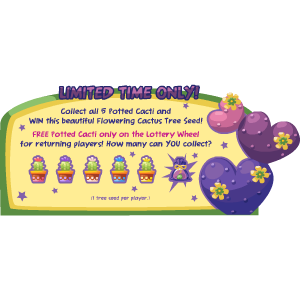 LIMITED TIME ONLY!
Collect all 5 Potted Cacti and
WIN this beautiful Flowering Cactus Tree Seed!
FREE Potted Cacti only on the Lottery Wheel
for returning players! How many can YOU collect?
(1 tree seed per player.)